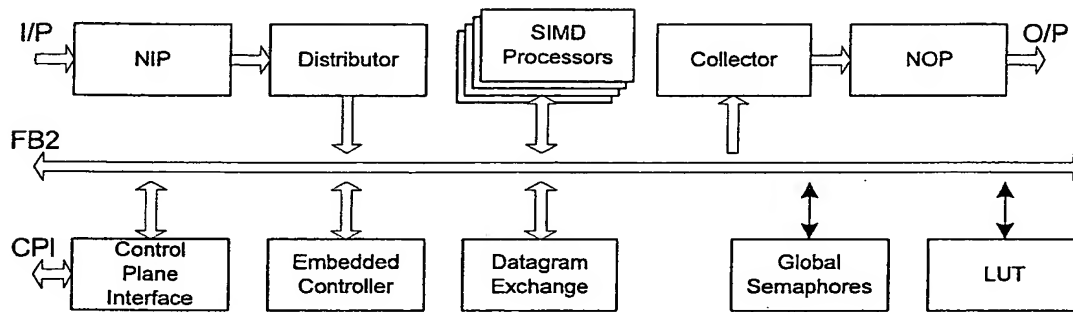 I/P
NIP
Distributor
SIMD
Processors
Collector
NOP
O/P
FB2
CPI
Control
Plane
Interface
Embedded
Controller
Datagram
Exchange
Global
Semaphores
LUT